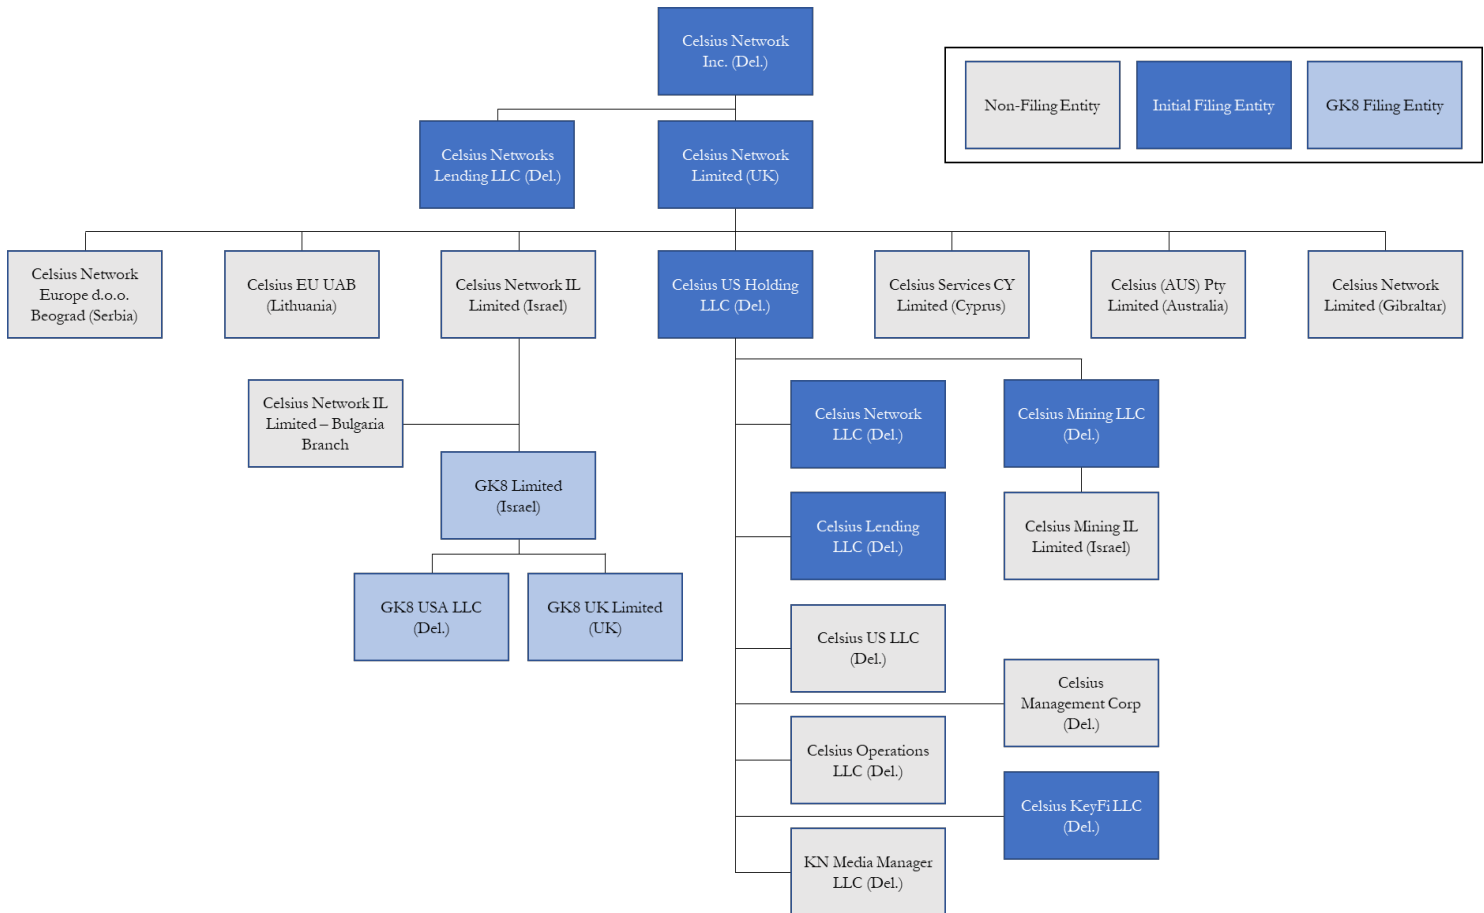 Celsius Network
Inc. (Del.)
Non-Filing Entity
Initial Filing Entity
GK8 Filing Entity
Celsius Networks
Lending LLC (Del.)
Celsius Network
Limited (UK)
Celsius Network
Europe d.o.o.
Beograd (Serbia)
Celsius EU UAB
(Lithuania)
Celsius Network IL
Limited (Israel)
Celsius US Holding
LLC (Del.)
Celsius Services CY
Limited (Cyprus)
Celsius (AUS) Pty
Limited (Australia)
Celsius Network
Limited (Gibraltar)
Celsius Network IL
Limited – Bulgaria
Branch
Celsius Network
LLC (Del.)
Celsius Mining LLC
(Del.)
GK8 Limited
(Israel)
Celsius Lending
LLC (Del.)
Celsius Mining IL
Limited (Israel)
GK8 USA LLC
(Del.)
GK8 UK Limited
(UK)
Celsius US LLC
(Del.)
Celsius
Management Corp
(Del.)
Celsius Operations
LLC (Del.)
Celsius KeyFi LLC
(Del.)
KN Media Manager
LLC (Del.)